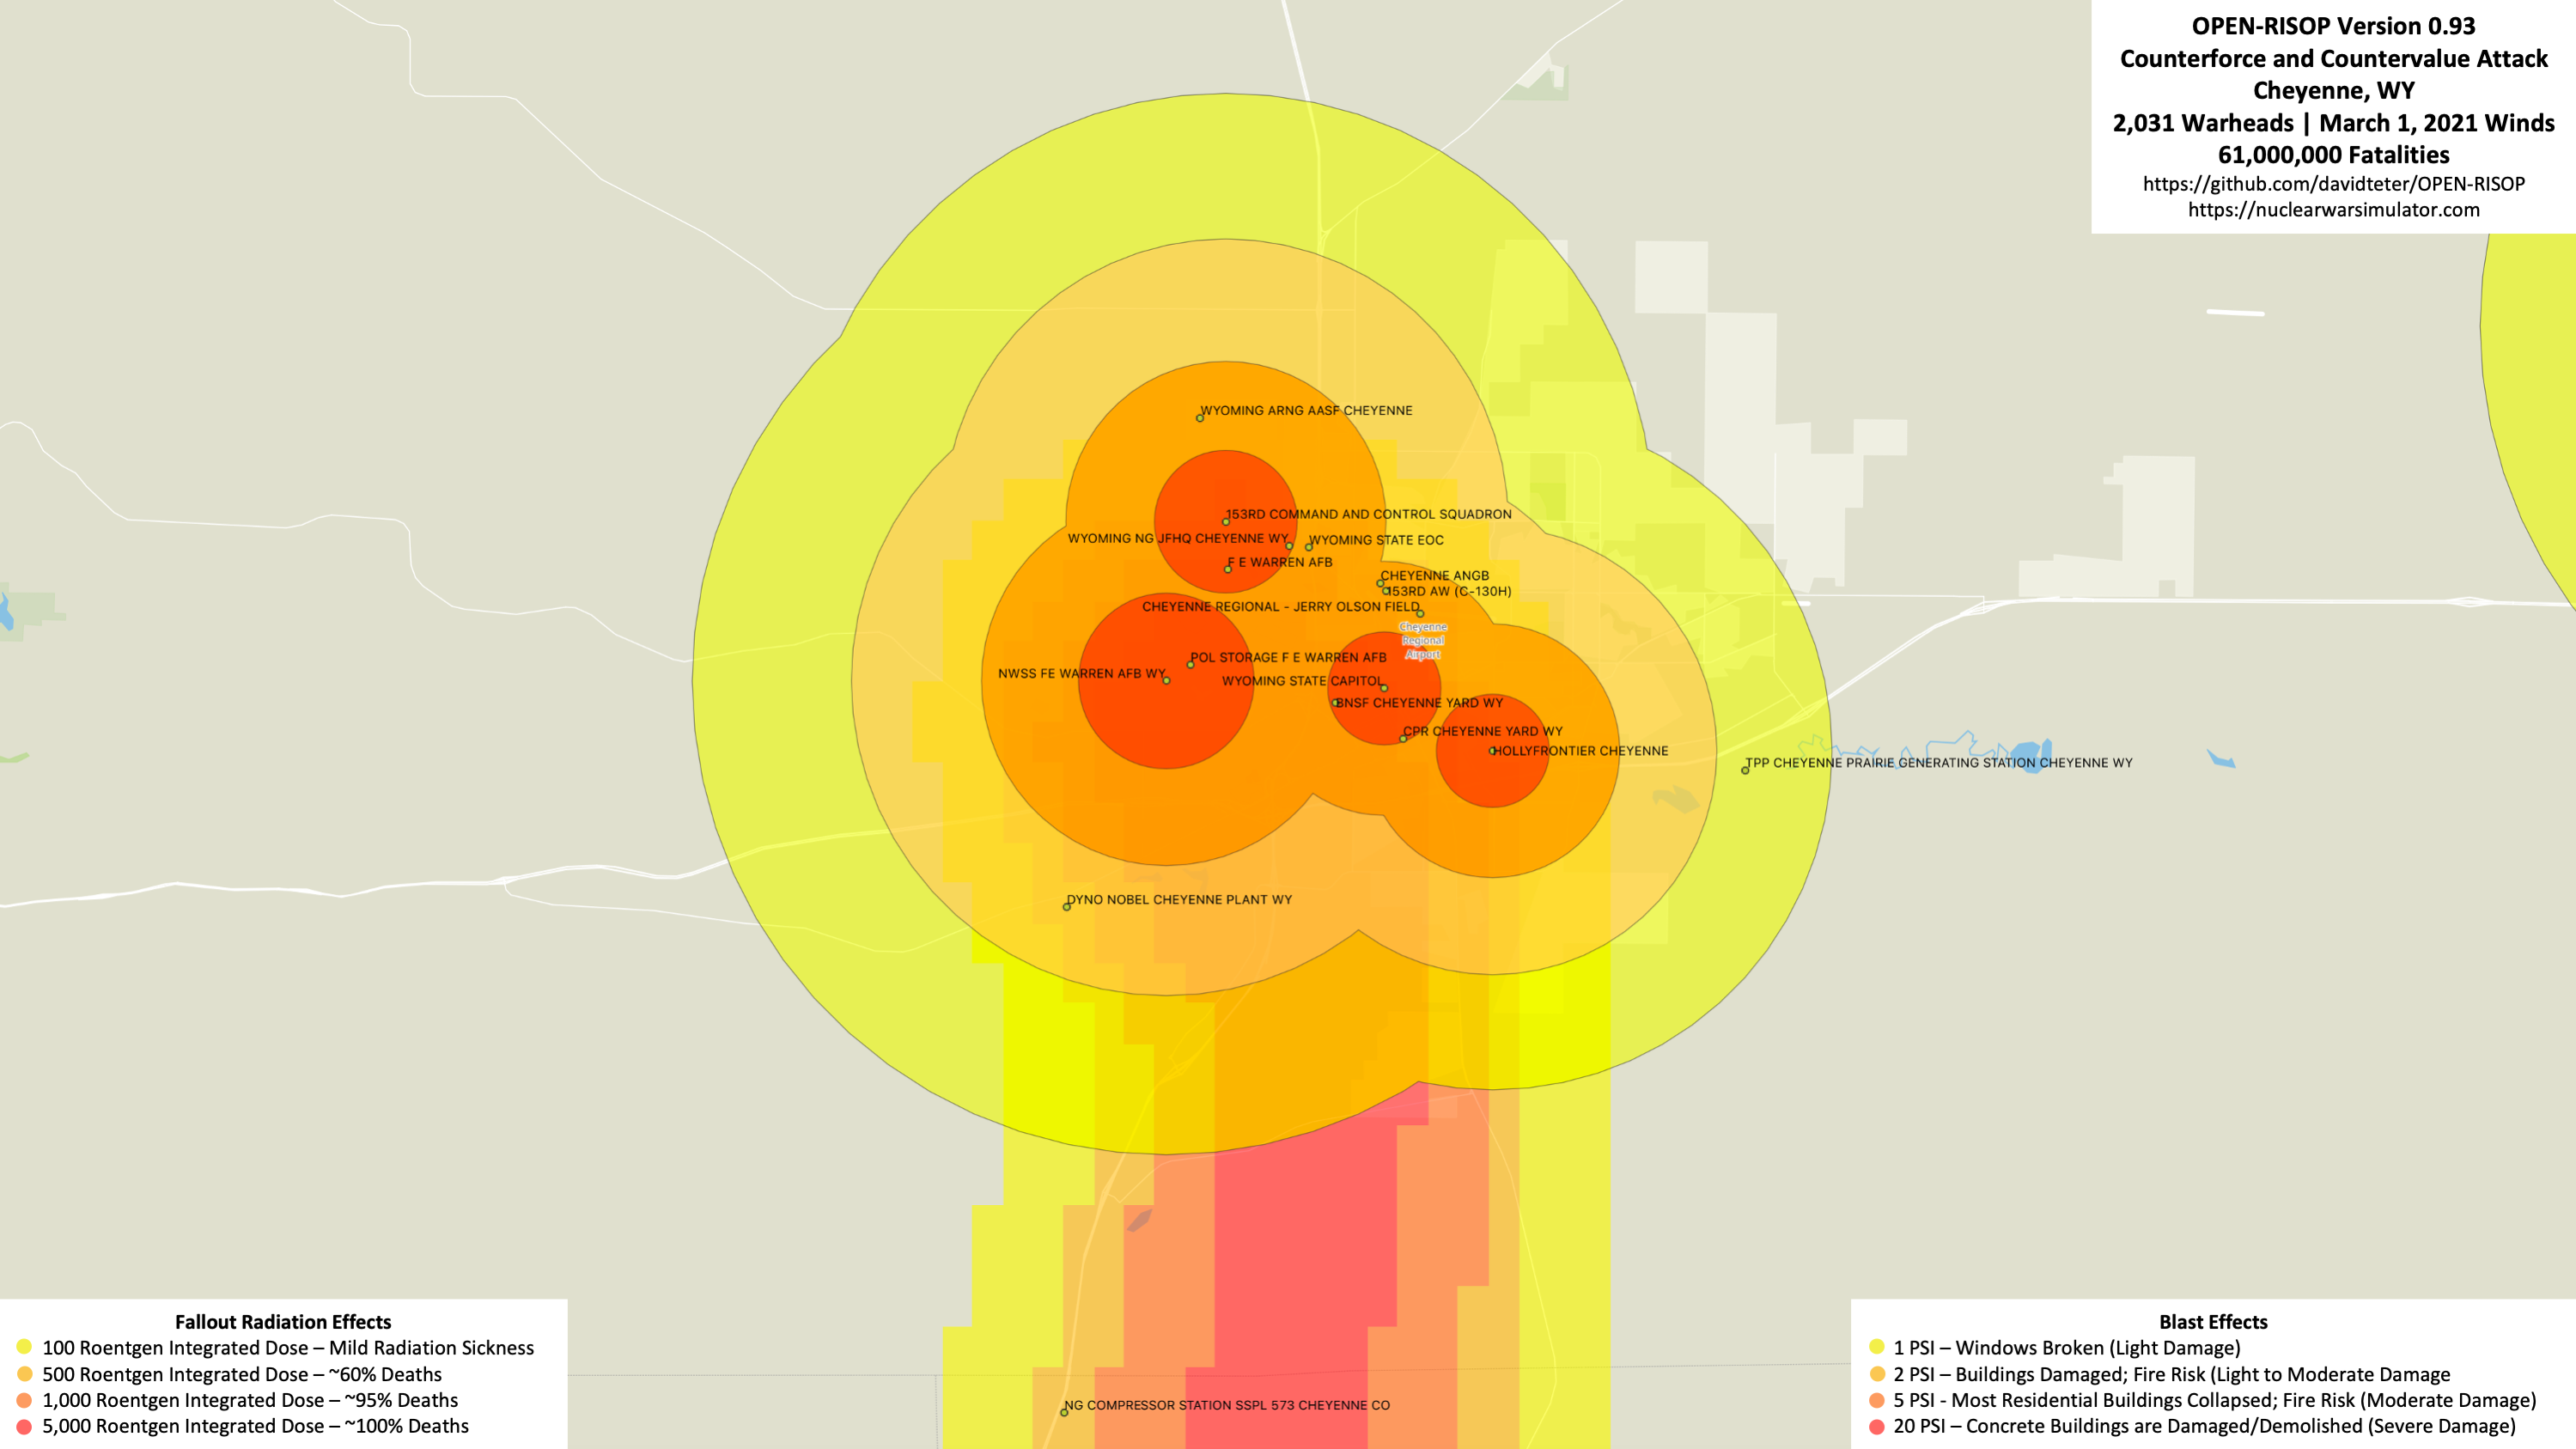 OPEN-RISOP Version 0.93
Counterforce and Countervalue Attack
Cheyenne, WY
2,031 Warheads | March 1, 2021 Winds
61,000,000 Fatalities
https://github.com/davidteter/OPEN-RISOP
https://nuclearwarsimulator.com
WYOMING ARNG AASF CHEYENNE
153RD COMMAND AND CONTROL SQUADRON
WYOMING NG JFHQ CHEYENNE WY
WYOMING STATE EOC
F E WARREN AFB
CHEYENNE ANGB
153RD AW (C-130H)
CHEYENNE REGIONAL - JERRY OLSON FIELD
Cheyenne
Regional
Airport
POL STORAGE F E WARREN AFB
NWSS FE WARREN AFB WY
WYOMING STATE CAPITOL
BNSF CHEYENNE YARD WY
CPR CHEYENNE YARD WY
HOLLYFRONTIER CHEYENNE
TPP CHEYENNE PRAIRIE GENERATING STATION CHEYENNE WY
DYNO NOBEL CHEYENNE PLANT WY
NG COMPRESSOR STATION SSPL 573 CHEYENNE CO
Fallout Radiation Effects
100 Roentgen Integrated Dose – Mild Radiation Sickness
500 Roentgen Integrated Dose – ~60% Deaths
1,000 Roentgen Integrated Dose – ~95% Deaths
5,000 Roentgen Integrated Dose – ~100% Deaths
Blast Effects
1 PSI – Windows Broken (Light Damage)
2 PSI – Buildings Damaged; Fire Risk (Light to Moderate Damage
5 PSI - Most Residential Buildings Collapsed; Fire Risk (Moderate Damage)
20 PSI – Concrete Buildings are Damaged/Demolished (Severe Damage)